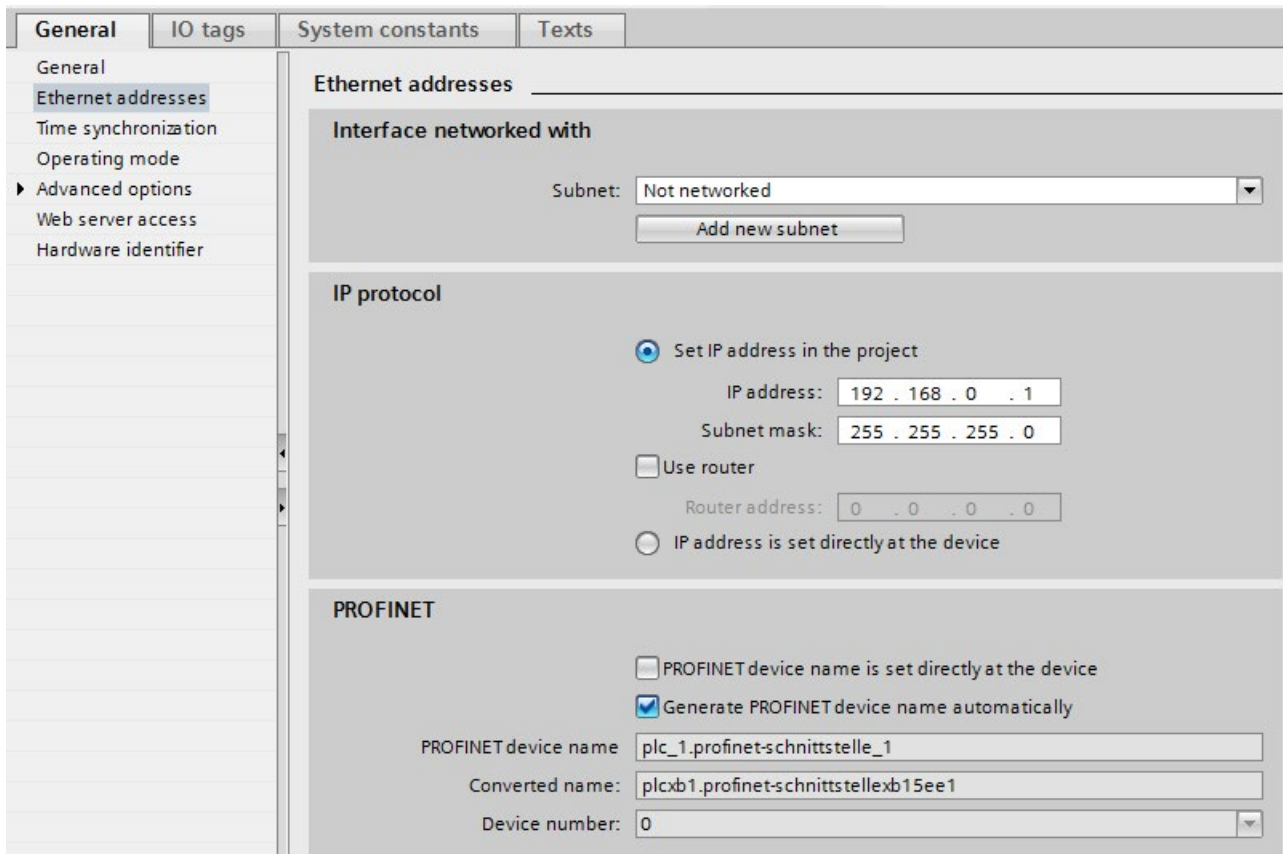 General IO tags System constants Texts
General
Ethernet addresses
Time synchronization
Operating mode
Advanced options
Web server access
Hardware identifier
Ethernet addresses
Interface networked with
Subnet: Not networked
Add new subnet
IP protocol
Set IP address in the project
IP address: 192 . 168 . 0 . 1
Subnet mask: 255 . 255 . 255 . 0
Use router
Router address: 0 . 0 . 0 . 0
IP address is set directly at the device
PROFINET
PROFINET device name is set directly at the device
Generate PROFINET device name automatically
PROFINET device name plc_1.profinet-schnittstelle_1
Converted name: plcxb1.profinet-schnittstellexb15ee1
Device number: 0